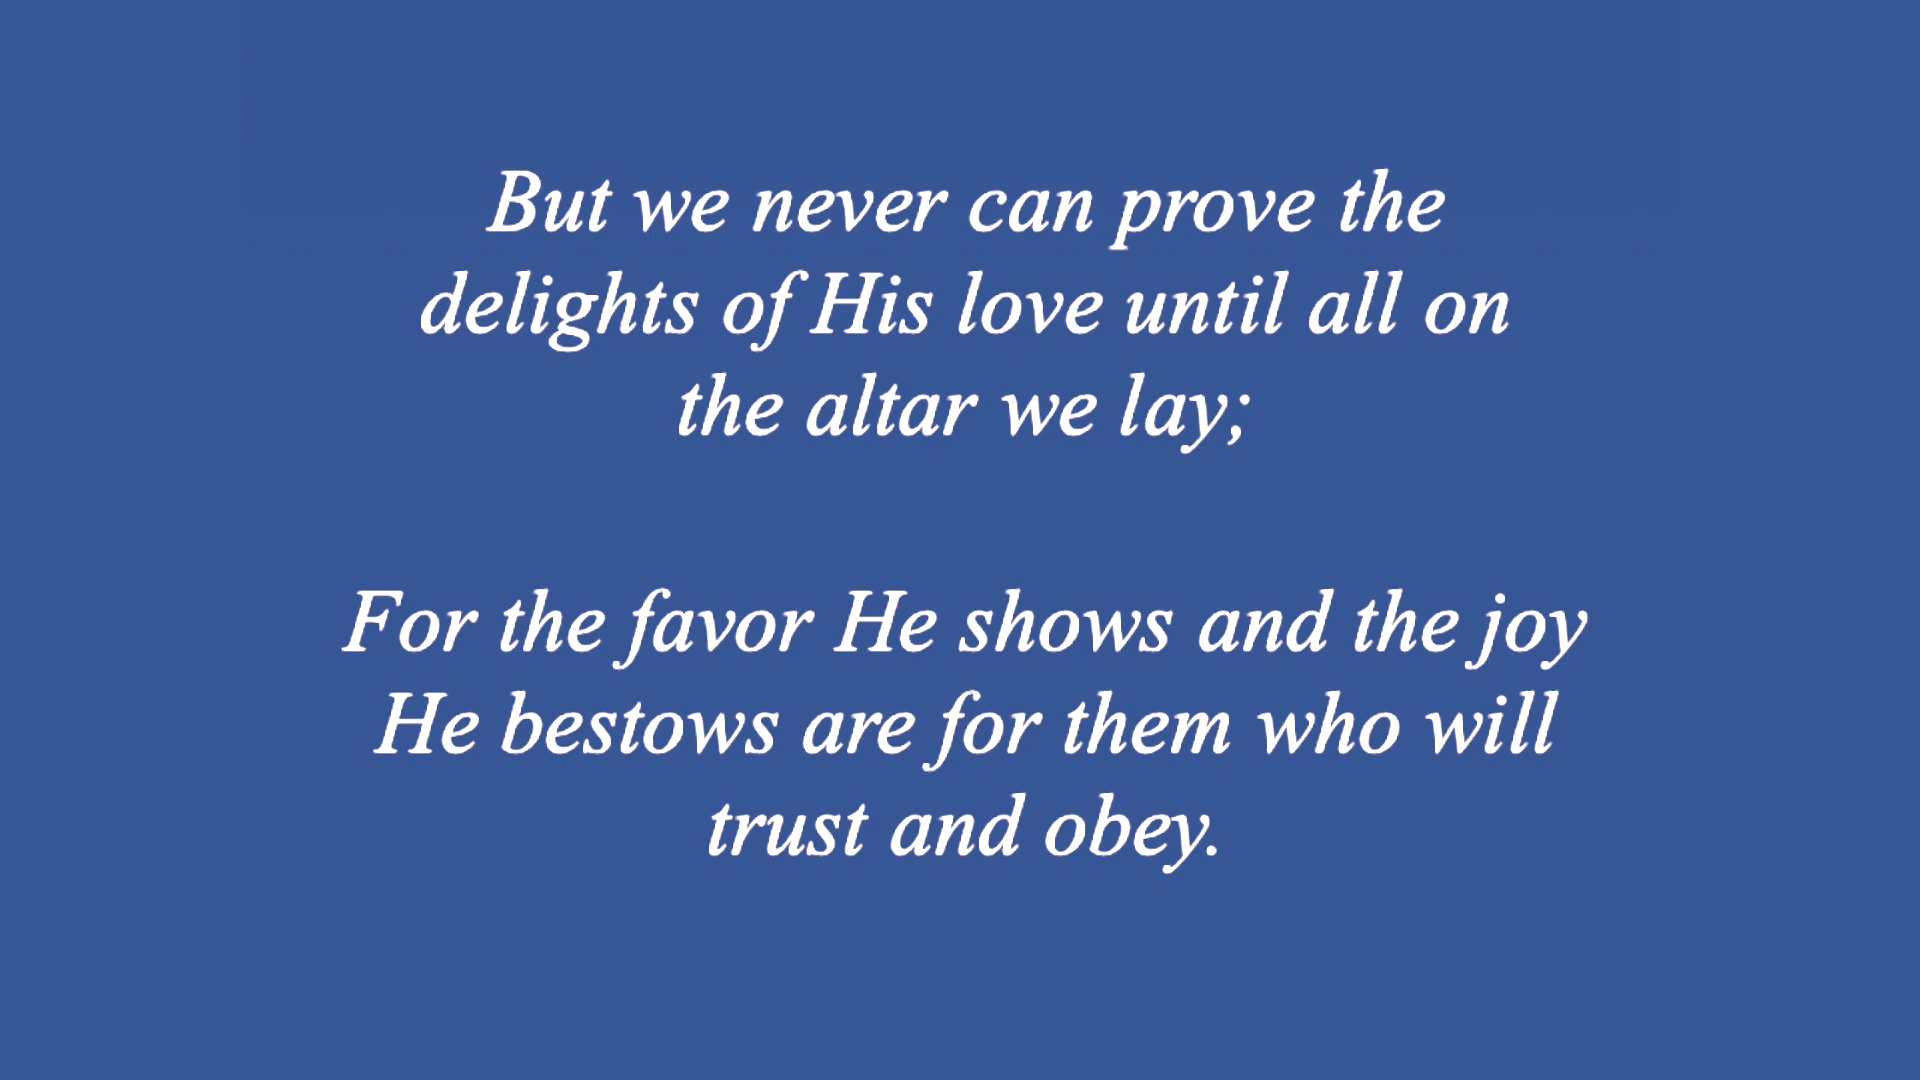 But we never can prove the
delights of His love until all on
the altar we lay;
For the favor He shows and the joy
He bestows are for them who will
trust and obey.